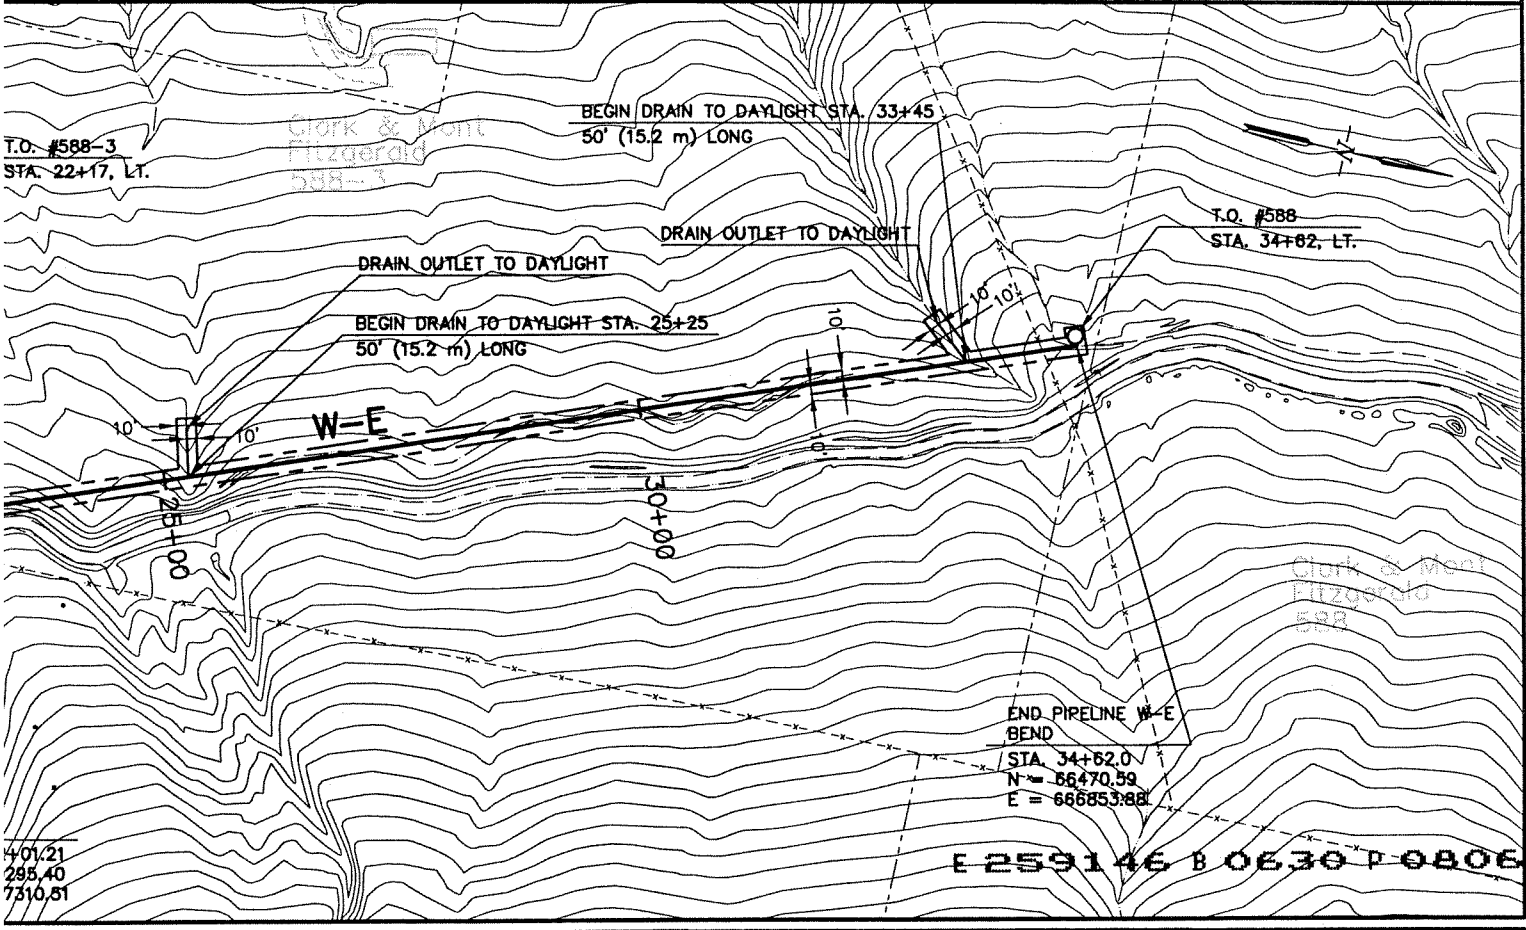 BEGIN DRAIN TO DAYLIGHT STA. 33+45
50' (15.2 m) LONG
Clark & Mont
Fitzgerald
588-3
T.O. #588-3
STA. 22+17, LT.
-N-
T.O. #588
STA. 34+62, LT.
DRAIN OUTLET TO DAYLIGHT
DRAIN OUTLET TO DAYLIGHT
10'
10'
10'
BEGIN DRAIN TO DAYLIGHT STA. 25+25
50' (15.2 m) LONG
W-E
10'
10'
10'
25+00
30+00
Clark & Mont
Fitzgerald
588
END PIPELINE W-E
BEND
STA. 34+62.0
N = 66470.59
E = 666853.88
+01.21
295.40
7310.51
E 259146 B 0630 P 0806